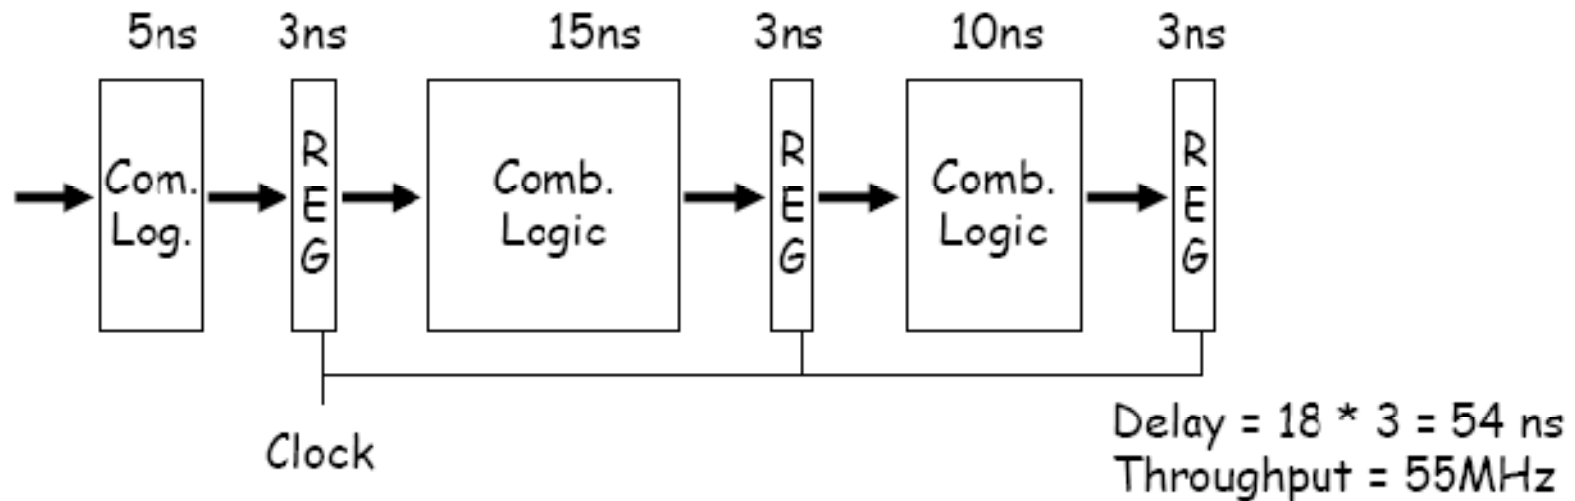 5ns 3ns 15ns 3ns 10ns 3ns
Com.
Log.
R
E
G
Comb.
Logic
R
E
G
Comb.
Logic
R
E
G
Clock
Delay = 18 * 3 = 54 ns
Throughput = 55MHz